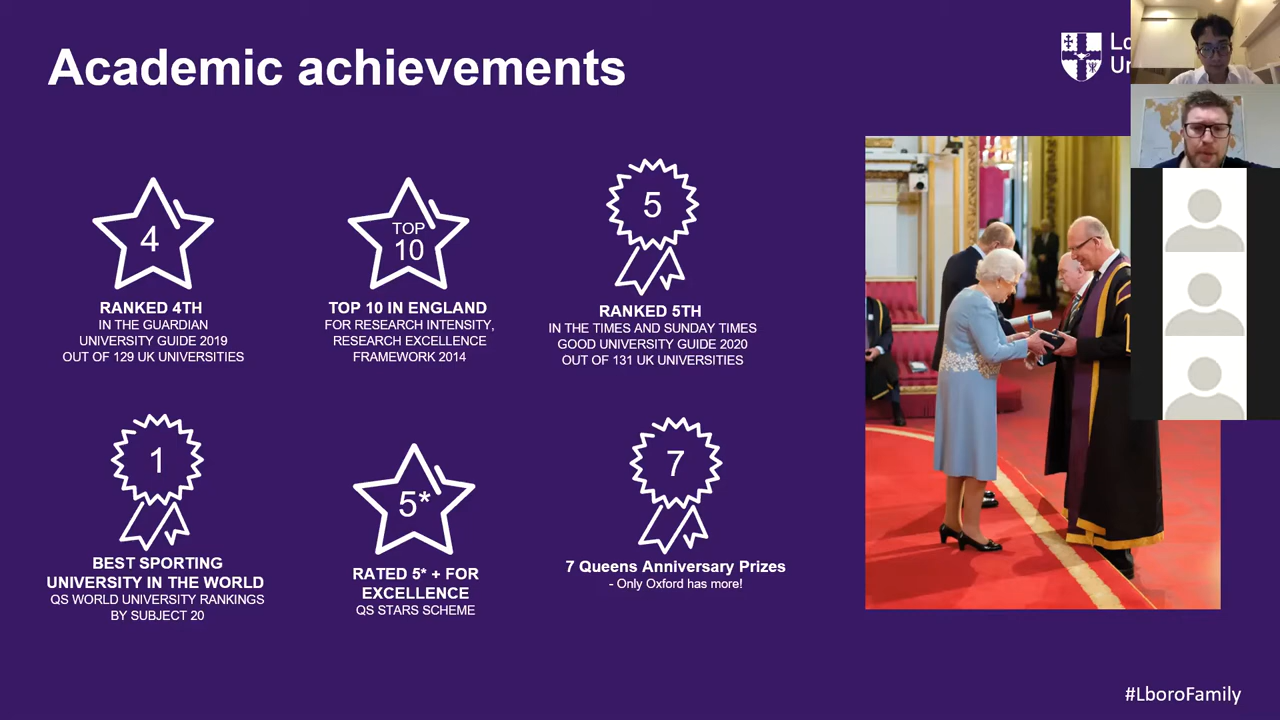 Academic achievements
4
RANKED 4TH
IN THE GUARDIAN
UNIVERSITY GUIDE 2019
OUT OF 129 UK UNIVERSITIES
TOP
10
TOP 10 IN ENGLAND
FOR RESEARCH INTENSITY,
RESEARCH EXCELLENCE
FRAMEWORK 2014
5
RANKED 5TH
IN THE TIMES AND SUNDAY TIMES
GOOD UNIVERSITY GUIDE 2020
OUT OF 131 UK UNIVERSITIES
1
BEST SPORTING
UNIVERSITY IN THE WORLD
QS WORLD UNIVERSITY RANKINGS
BY SUBJECT 20
5*
RATED 5* + FOR
EXCELLENCE
QS STARS SCHEME
7
7 Queens Anniversary Prizes
- Only Oxford has more!
#LboroFamily